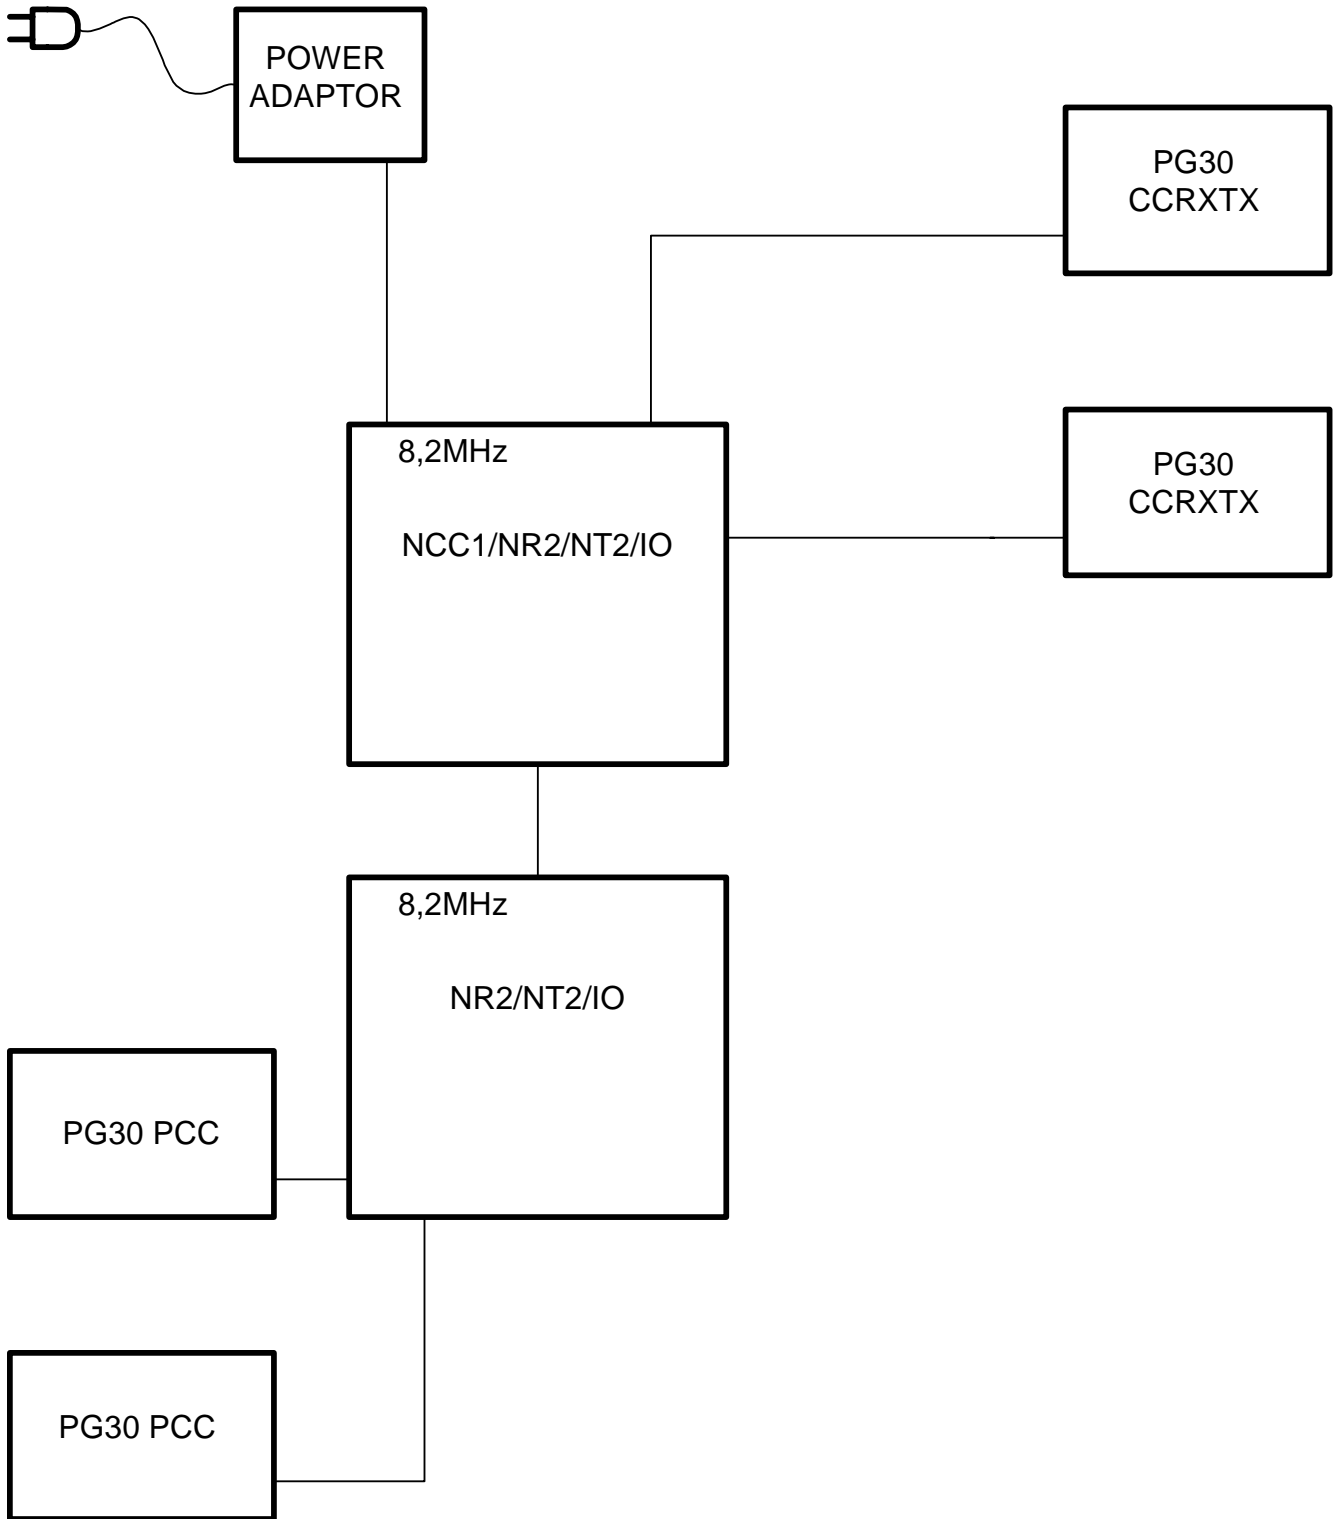 POWER
ADAPTOR
PG30
CCRXTX
8,2MHz
NCC1/NR2/NT2/IO
PG30
CCRXTX
8,2MHz
NR2/NT2/IO
PG30 PCC
PG30 PCC